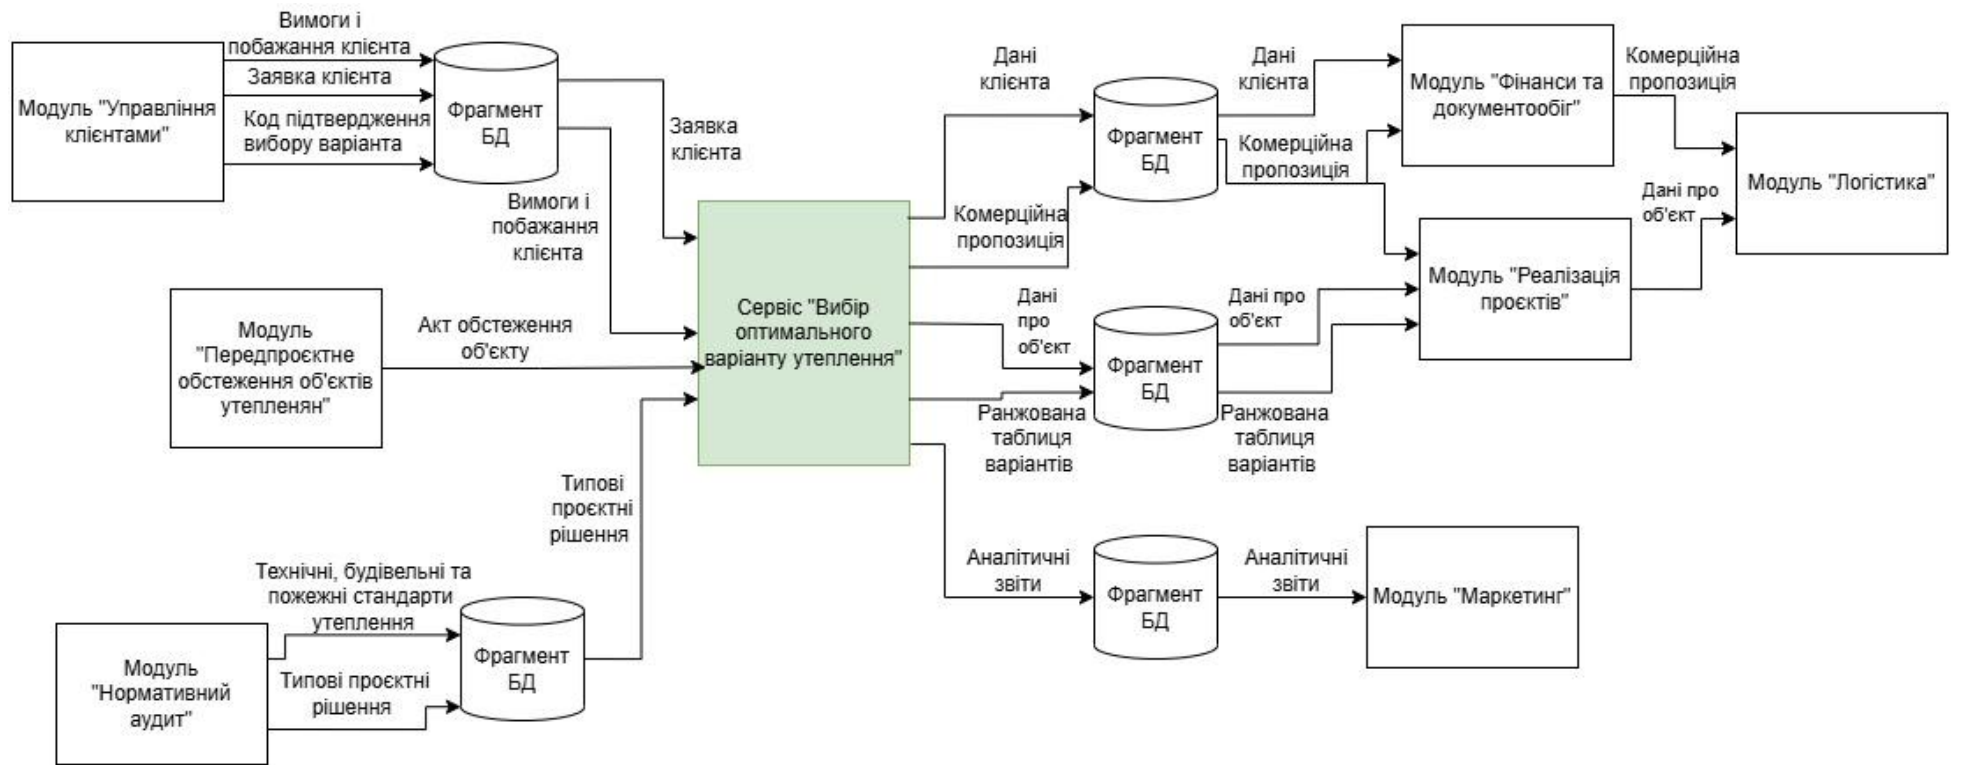 Вимоги і
побажання клієнта
Заявка клієнта
Код підтвердження
вибору варіанта
Модуль "Управління
клієнтами"
Фрагмент
БД
Заявка
клієнта
Вимоги і
побажання
клієнта
Модуль
"Передпроєктне
обстеження об'єктів
утепленян"
Акт обстеження
об'єкту
Типові
проєктні
рішення
Технічні, будівельні та
пожежні стандарти
утеплення
Модуль
"Нормативний
аудит"
Типові проєктні
рішення
Фрагмент
БД
Сервіс "Вибір
оптимального
варіанту утеплення"
Дані
клієнта
Комерційна
пропозиція
Фрагмент
БД
Дані
клієнта
Комерційна
пропозиція
Модуль "Фінанси та
документообіг"
Комерційна
пропозиція
Модуль "Логістика"
Дані про
об'єкт
Модуль "Реалізація
проєктів"
Дані
про
об'єкт
Фрагмент
БД
Дані про
об'єкт
Ранжована
таблиця
варіантів
Ранжована
таблиця
варіантів
Аналітичні
звіти
Фрагмент
БД
Аналітичні
звіти
Модуль "Маркетинг"